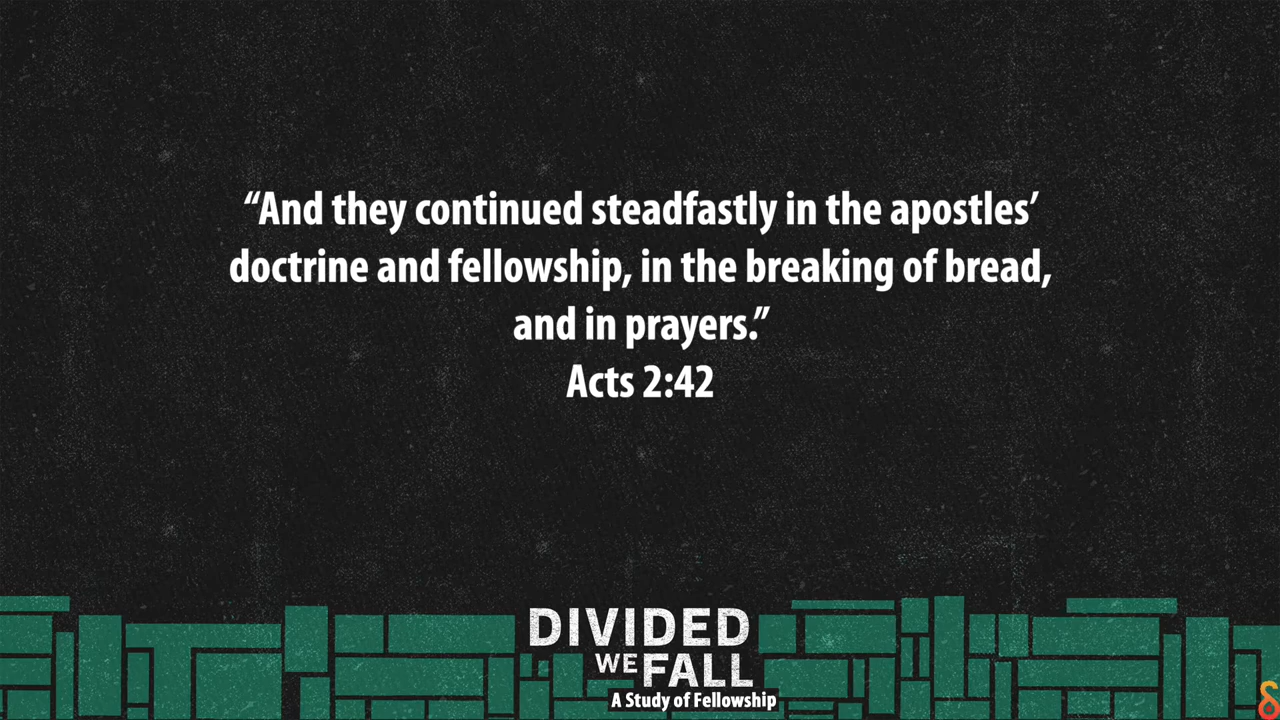 “And they continued steadfastly in the apostles’
doctrine and fellowship, in the breaking of bread,
and in prayers.”
Acts 2:42
DIVIDED
WE FALL
A Study of Fellowship